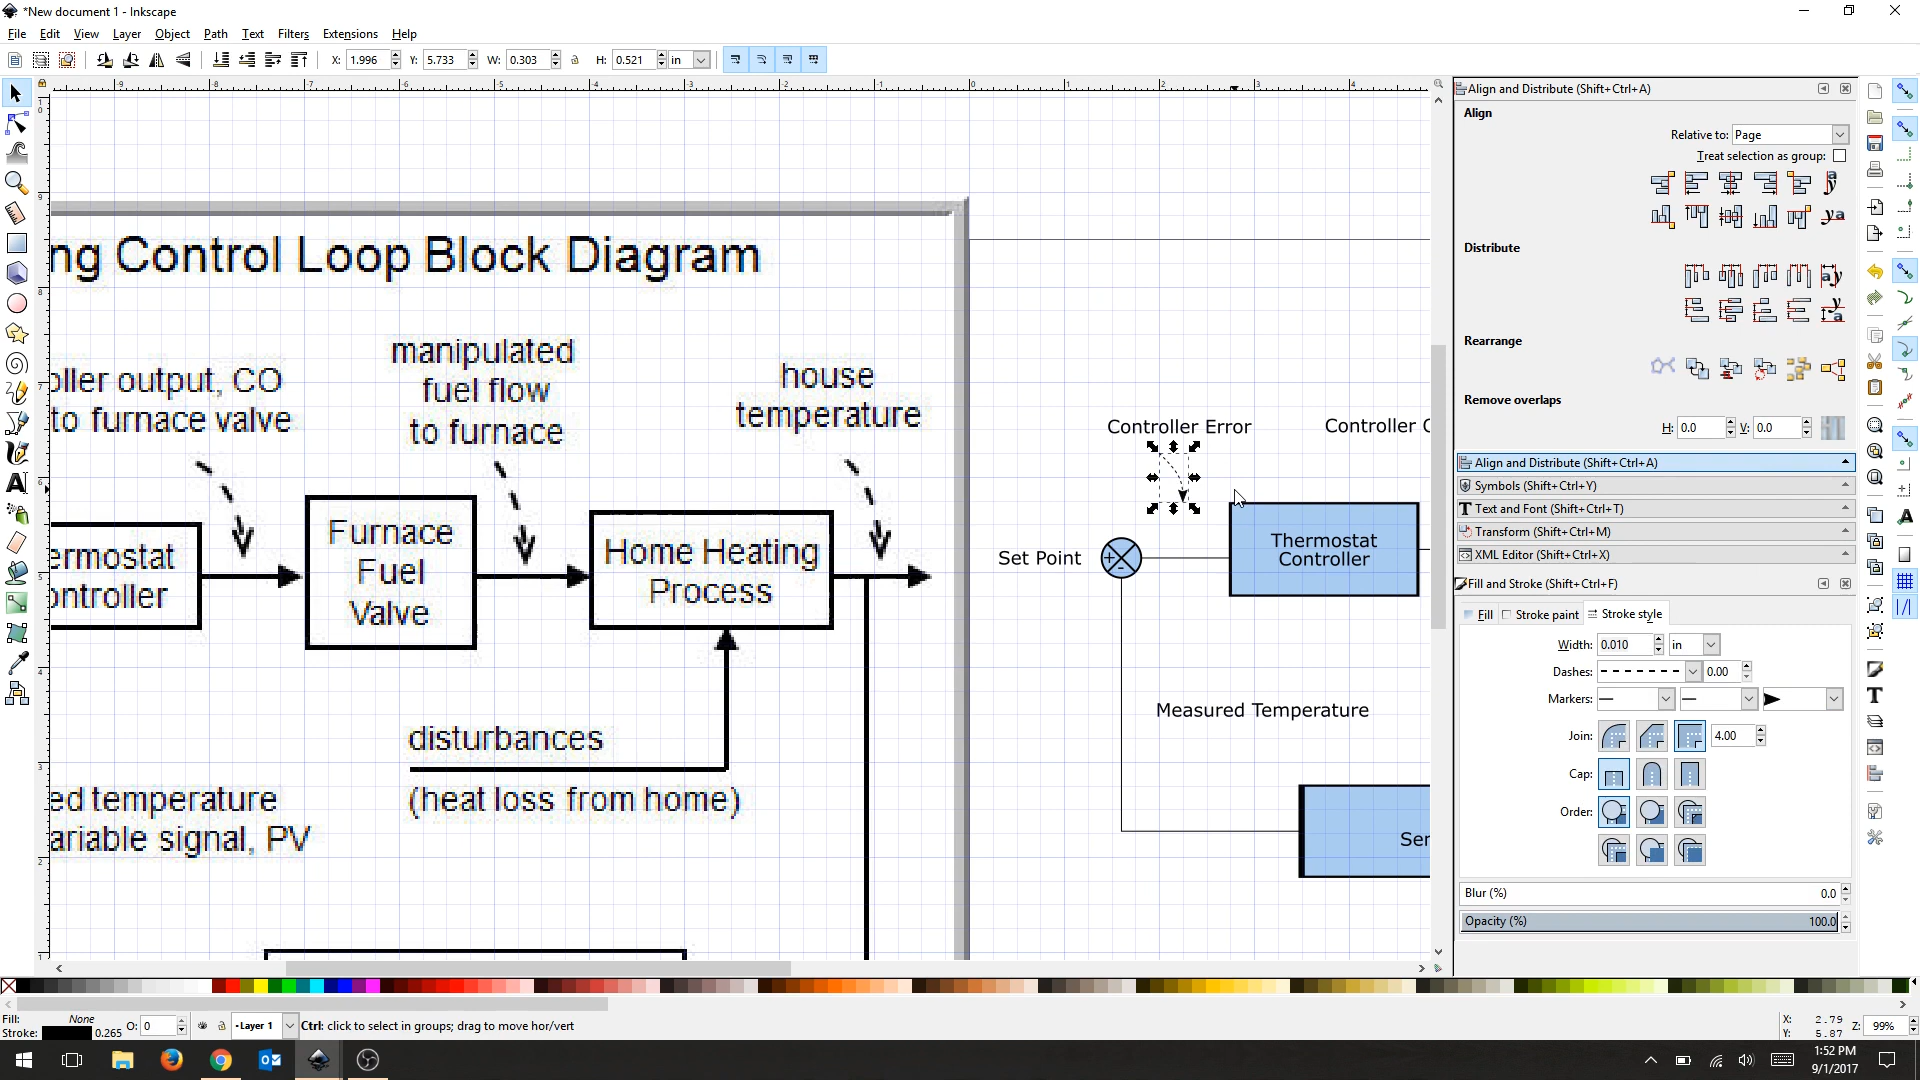 *New document 1 - Inkscape
File Edit View Layer Object Path Text Filters Extensions Help
X: 1.996 Y: 5.733 W: 0.303 H: 0.521 in
Align and Distribute (Shift+Ctrl+A)
Align
Relative to: Page
Treat selection as group:
Distribute
Rearrange
Remove overlaps
H: 0.0 V: 0.0
Align and Distribute (Shift+Ctrl+A)
Symbols (Shift+Ctrl+Y)
Text and Font (Shift+Ctrl+T)
Transform (Shift+Ctrl+M)
XML Editor (Shift+Ctrl+X)
Fill and Stroke (Shift+Ctrl+F)
Fill Stroke paint Stroke style
Width: 0.010 in
Dashes: 0.00
Markers:
Join: 4.00
Cap:
Order:
Blur (%) 0.0
Opacity (%) 100.0
ng Control Loop Block Diagram
oller output, CO
to furnace valve
manipulated
fuel flow
to furnace
house
temperature
ermostat
ontroller
Furnace
Fuel
Valve
Home Heating
Process
disturbances
(heat loss from home)
ed temperature
ariable signal, PV
Controller Error
Controller
Set Point
+
-
Thermostat
Controller
Measured Temperature
Ser
Fill: None
Stroke: 0.265 O: 0
Layer 1
Ctrl: click to select in groups; drag to move hor/vert
X: 2.79
Y: 5.87
Z: 99%
1:52 PM
9/1/2017